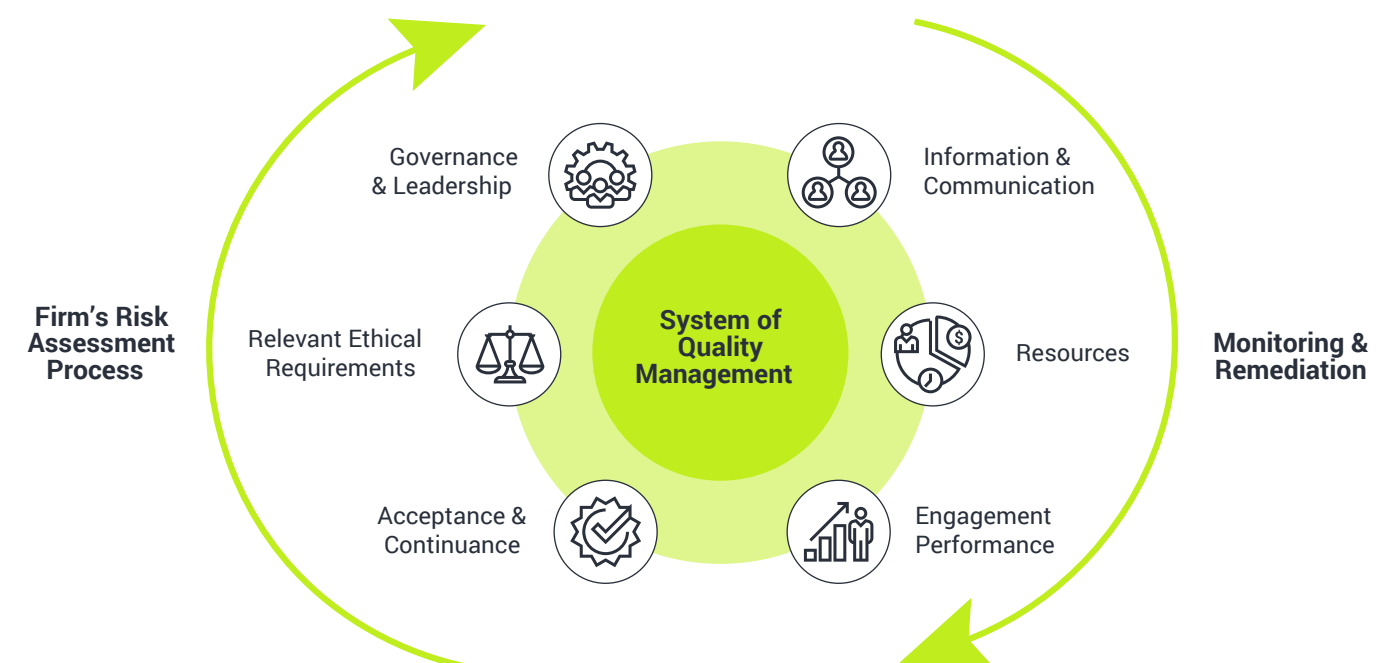 Governance
& Leadership
Information &
Communication
Firm’s Risk
Assessment
Process
Relevant Ethical
Requirements
System of
Quality
Management
$
Resources
Monitoring &
Remediation
Acceptance &
Continuance
Engagement
Performance